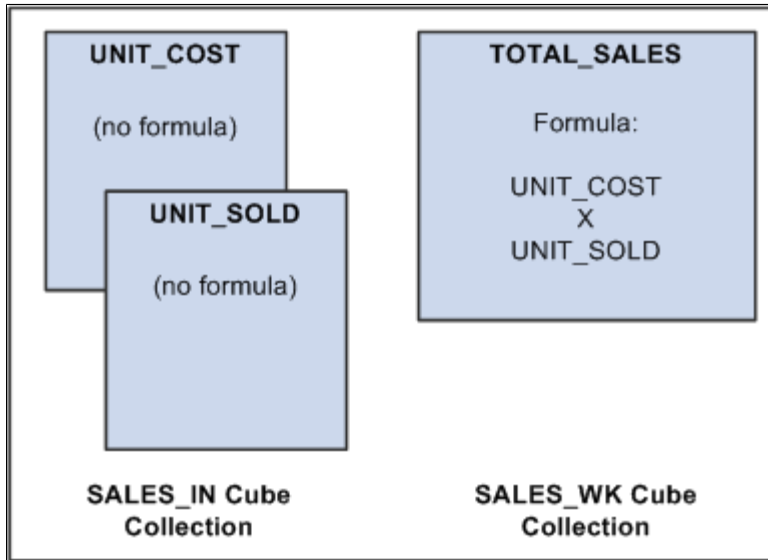 UNIT_COST
(no formula)
UNIT_SOLD
(no formula)
SALES_IN Cube
Collection
TOTAL_SALES
Formula:
UNIT_COST
X
UNIT_SOLD
SALES_WK Cube
Collection